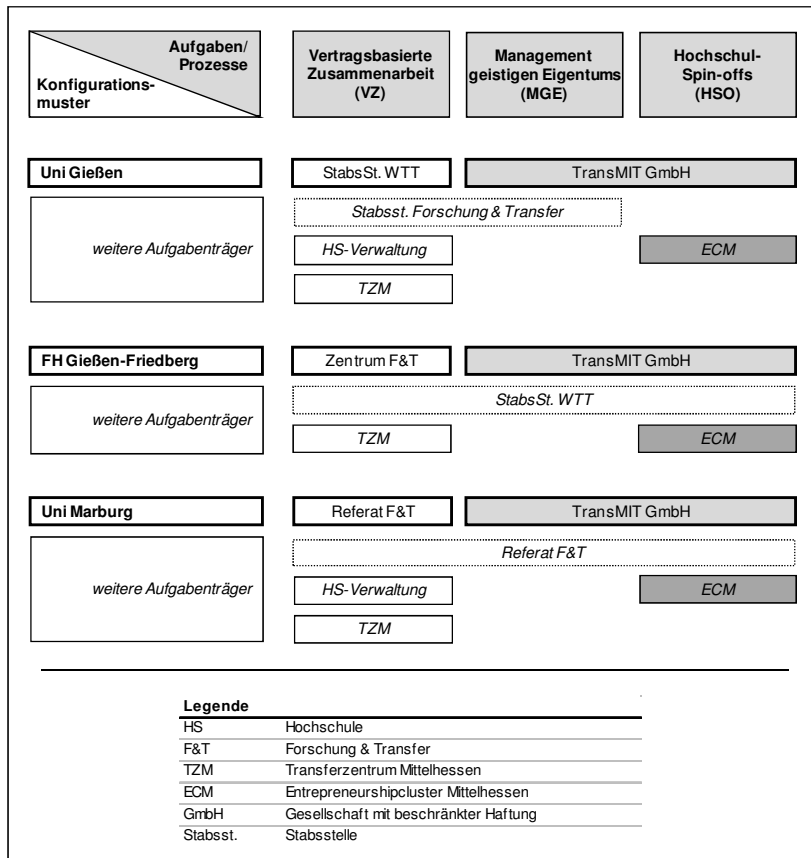 Aufgaben/
Prozesse
Konfigurations-
muster
Vertragsbasierte
Zusammenarbeit
(VZ)
Management
geistigen Eigentums
(MGE)
Hochschul-
Spin-offs
(HSO)
Uni Gießen
StabsSt. WTT
TransMIT GmbH
weitere Aufgabenträger
Stabsst. Forschung & Transfer
HS-Verwaltung
ECM
TZM
FH Gießen-Friedberg
Zentrum F&T
TransMIT GmbH
weitere Aufgabenträger
StabsSt. WTT
TZM
ECM
Uni Marburg
Referat F&T
TransMIT GmbH
weitere Aufgabenträger
Referat F&T
HS-Verwaltung
ECM
TZM
Legende
HS Hochschule
F&T Forschung & Transfer
TZM Transferzentrum Mittelhessen
ECM Entrepreneurshipcluster Mittelhessen
GmbH Gesellschaft mit beschränkter Haftung
Stabsst. Stabsstelle